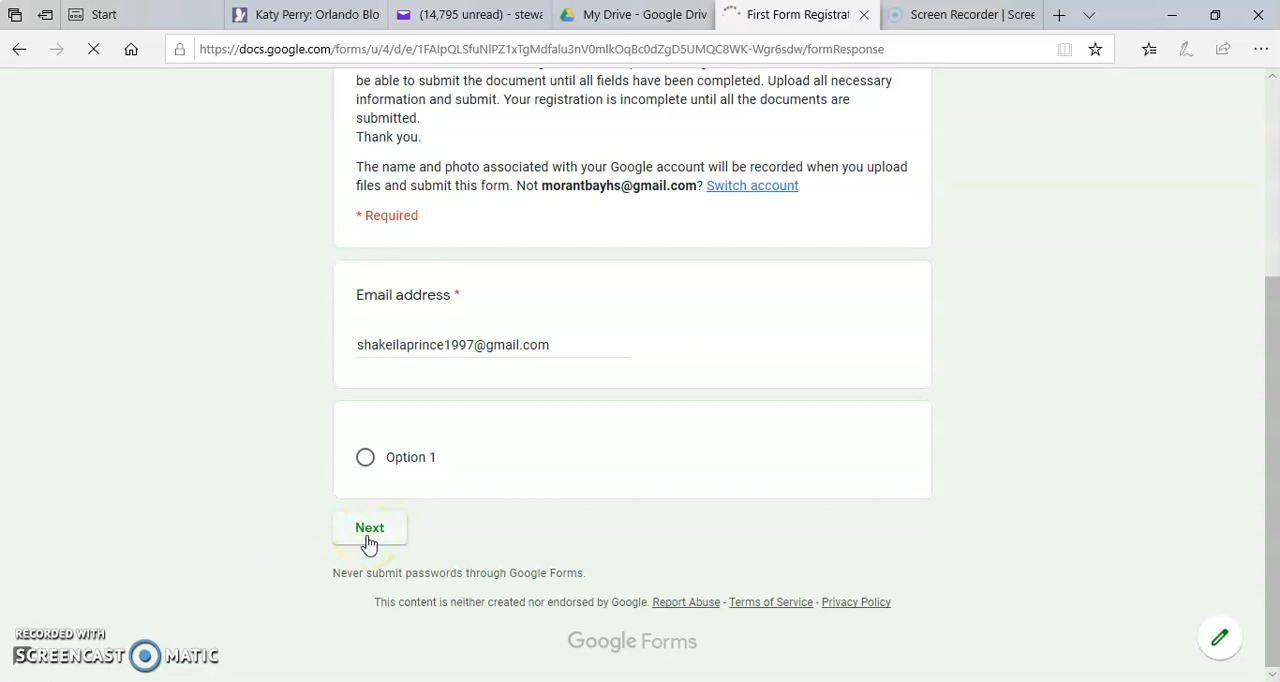 Start
Katy Perry: Orlando Blo
(14,795 unread) - stewa
My Drive - Google Driv
First Form Registrat
Screen Recorder | Scree
https://docs.google.com/forms/u/4/d/e/1FAIpQLSfuNlPZ1xTgMdfalu3nV0mlkOqBc0dZgD5UMQC8WK-Wgr6sdw/formResponse
be able to submit the document until all fields have been completed. Upload all necessary
information and submit. Your registration is incomplete until all the documents are
submitted.
Thank you.
The name and photo associated with your Google account will be recorded when you upload
files and submit this form. Not morantbayhs@gmail.com? Switch account
* Required
Email address *
shakeilaprince1997@gmail.com
Option 1
Next
Never submit passwords through Google Forms.
This content is neither created nor endorsed by Google. Report Abuse - Terms of Service - Privacy Policy
Google Forms
RECORDED WITH
SCREENCAST MATIC